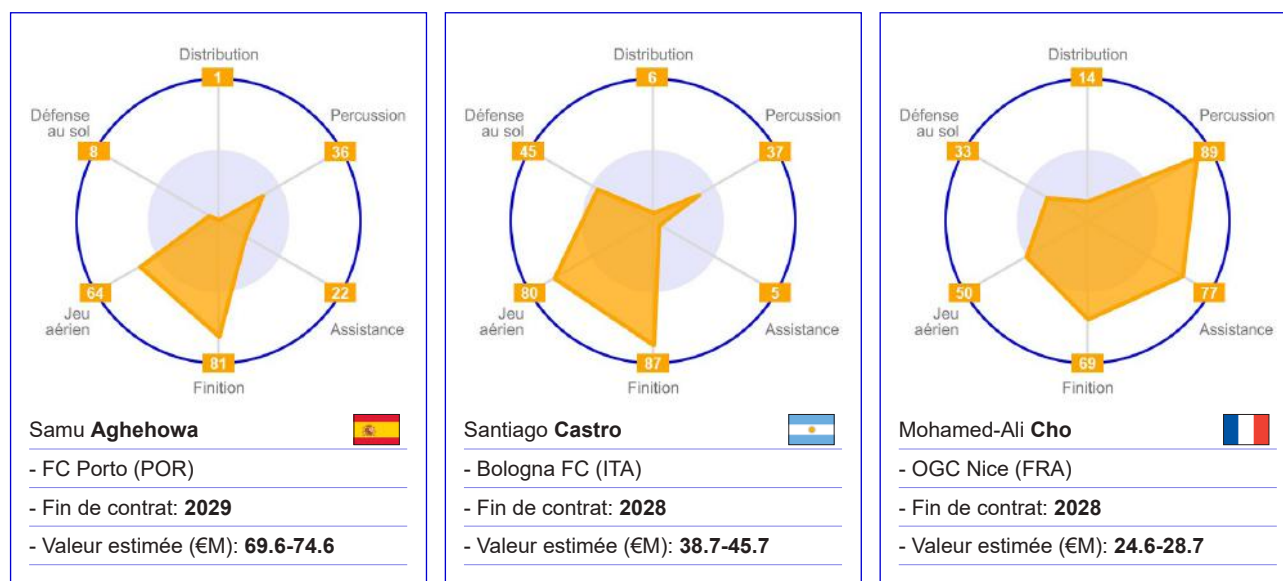 Distribution
1
Percussion
36
Défense
au sol
8
64
Jeu
aérien
22
Assistance
81
Finition
Samu Aghehowa
- FC Porto (POR)
- Fin de contrat: 2029
- Valeur estimée (€M): 69.6-74.6
Distribution
6
Percussion
37
Défense
au sol
45
80
Jeu
aérien
5
Assistance
87
Finition
Santiago Castro
- Bologna FC (ITA)
- Fin de contrat: 2028
- Valeur estimée (€M): 38.7-45.7
Distribution
14
Percussion
89
Défense
au sol
33
50
Jeu
aérien
77
Assistance
69
Finition
Mohamed-Ali Cho
- OGC Nice (FRA)
- Fin de contrat: 2028
- Valeur estimée (€M): 24.6-28.7